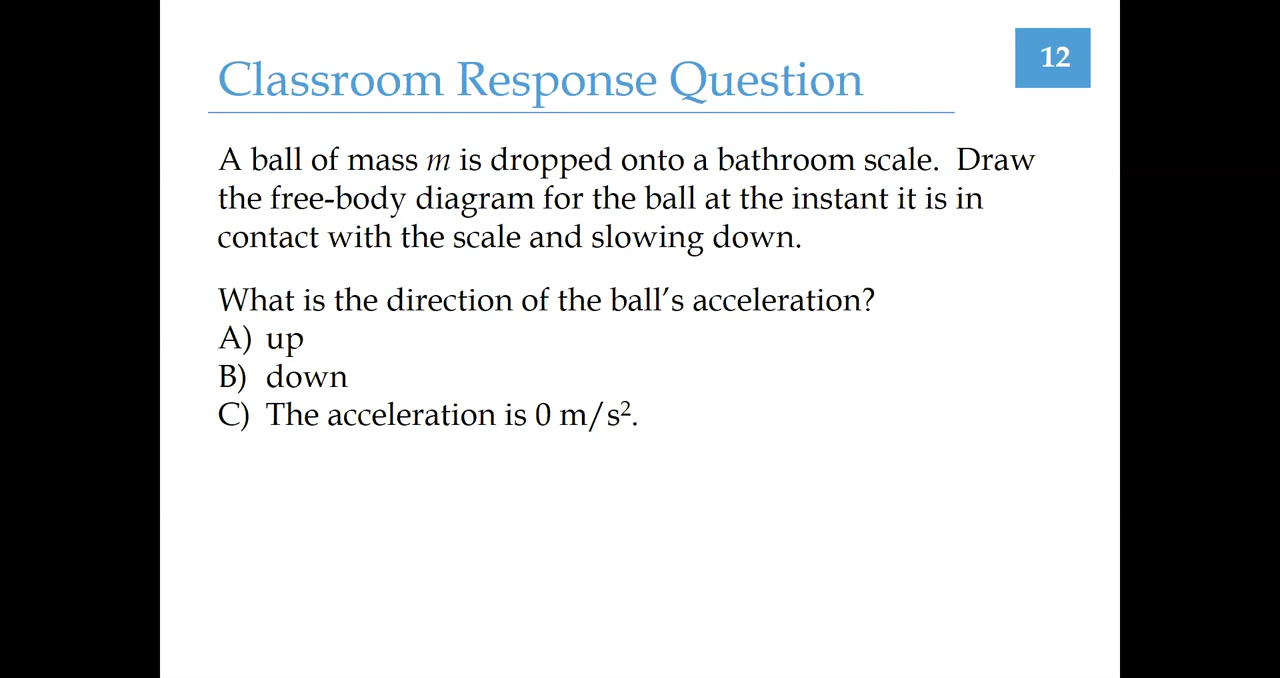 Classroom Response Question
12
A ball of mass m is dropped onto a bathroom scale.  Draw
the free-body diagram for the ball at the instant it is in
contact with the scale and slowing down.
What is the direction of the ball’s acceleration?
A) up
B) down
C) The acceleration is 0 m/s².